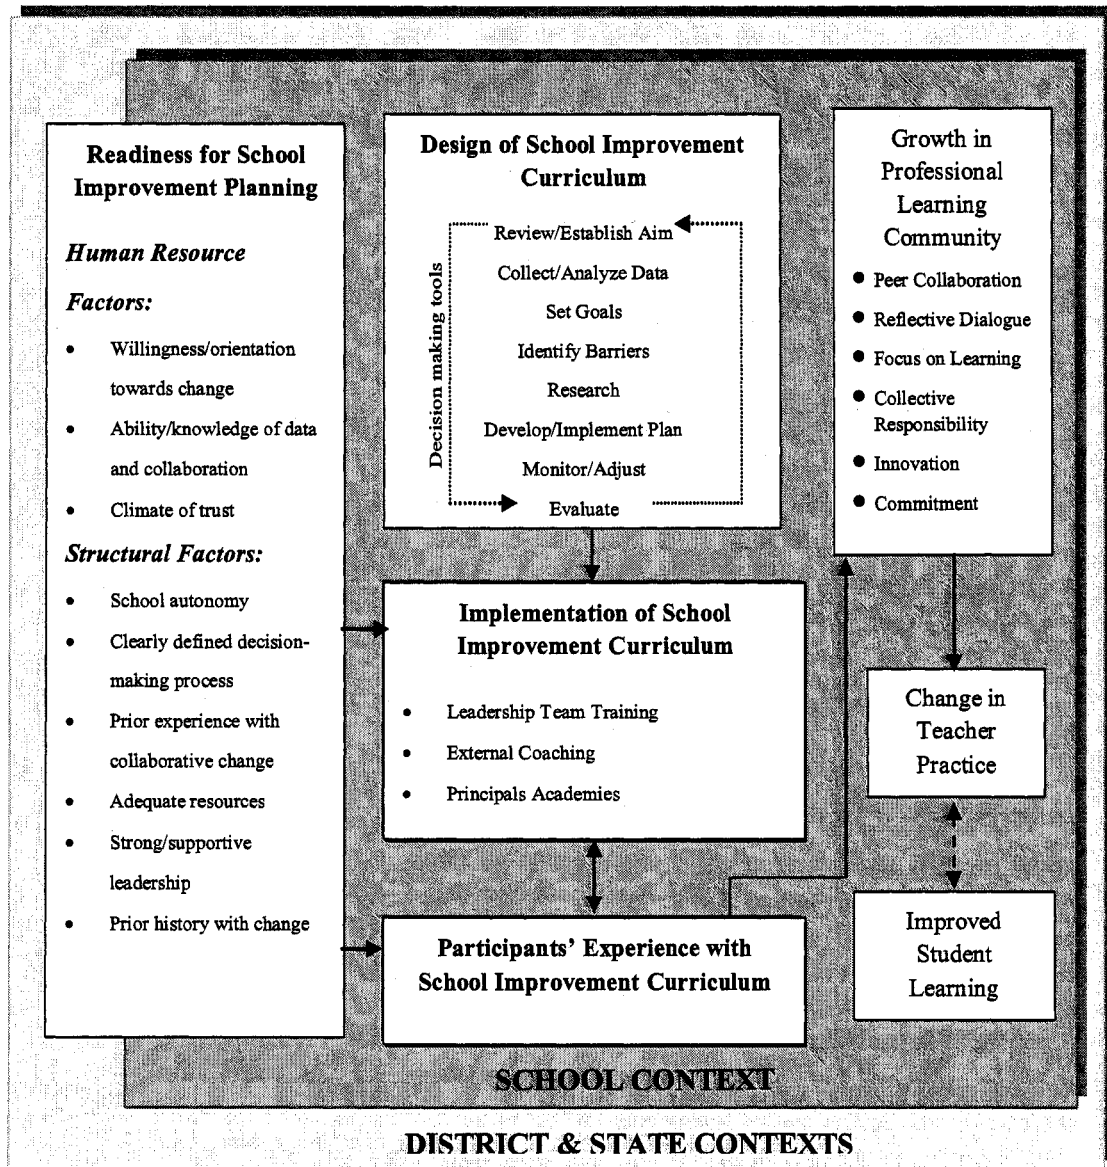 Readiness for School
Improvement Planning
Human Resource
Factors:
• Willingness/orientation
towards change
• Ability/knowledge of data
and collaboration
• Climate of trust
Structural Factors:
• School autonomy
• Clearly defined decision-
making process
• Prior experience with
collaborative change
• Adequate resources
• Strong/supportive
leadership
• Prior history with change
Design of School Improvement
Curriculum
Decision making tools
Review/Establish Aim
Collect/Analyze Data
Set Goals
Identify Barriers
Research
Develop/Implement Plan
Monitor/Adjust
Evaluate
Implementation of School
Improvement Curriculum
• Leadership Team Training
• External Coaching
• Principals Academies
Participants' Experience with
School Improvement Curriculum
Growth in
Professional
Learning
Community
• Peer Collaboration
• Reflective Dialogue
• Focus on Learning
• Collective
Responsibility
• Innovation
• Commitment
Change in
Teacher
Practice
Improved
Student
Learning
SCHOOL CONTEXT
DISTRICT & STATE CONTEXTS